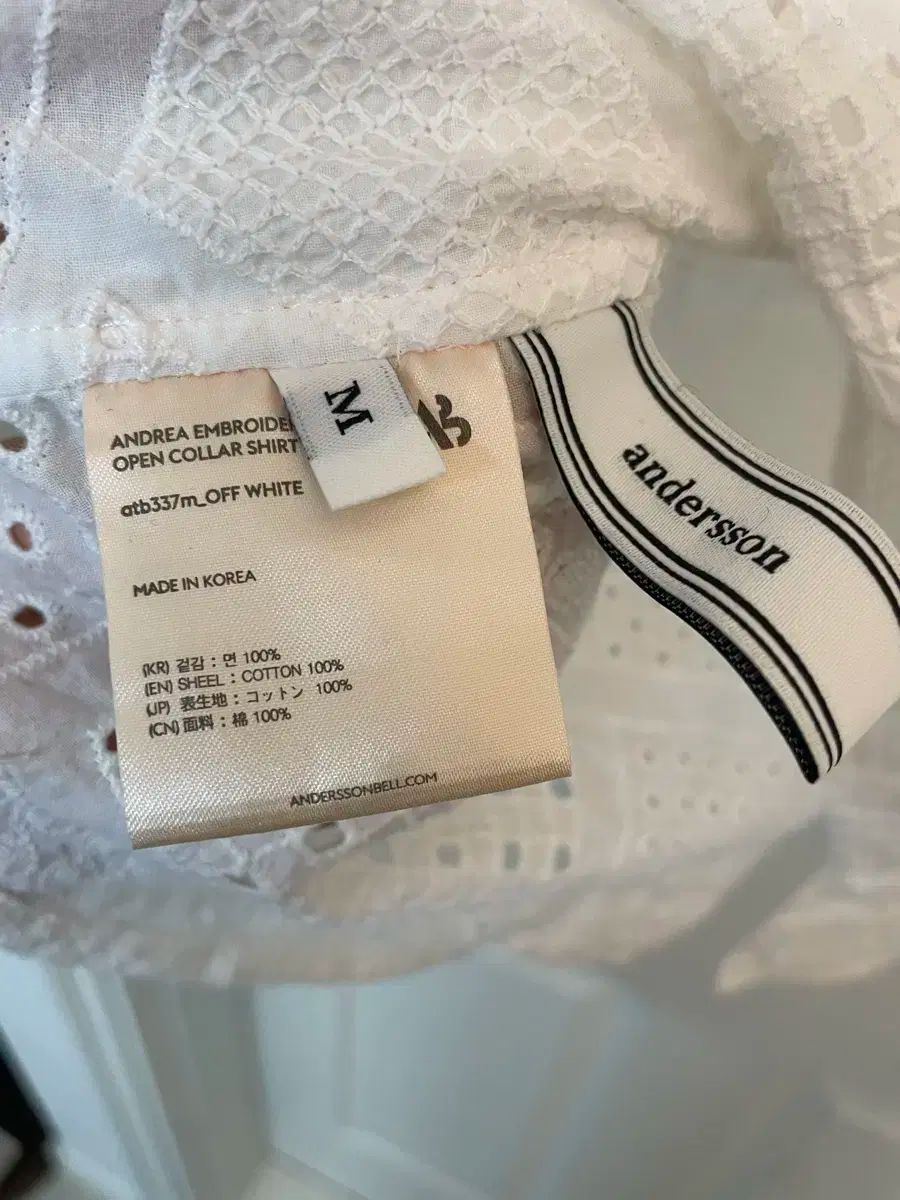 M
ANDREA
OPEN COLLAR SHIRT
atb337m_OFF WHITE
MADE IN KOREA
(KR) 겉감 : 면 100%
(EN) SHEEL : COTTON 100%
(JP) 表生地 : コットン 100%
(CN) 面料 : 棉 100%
ANDERSSONBELL.COM
andersson